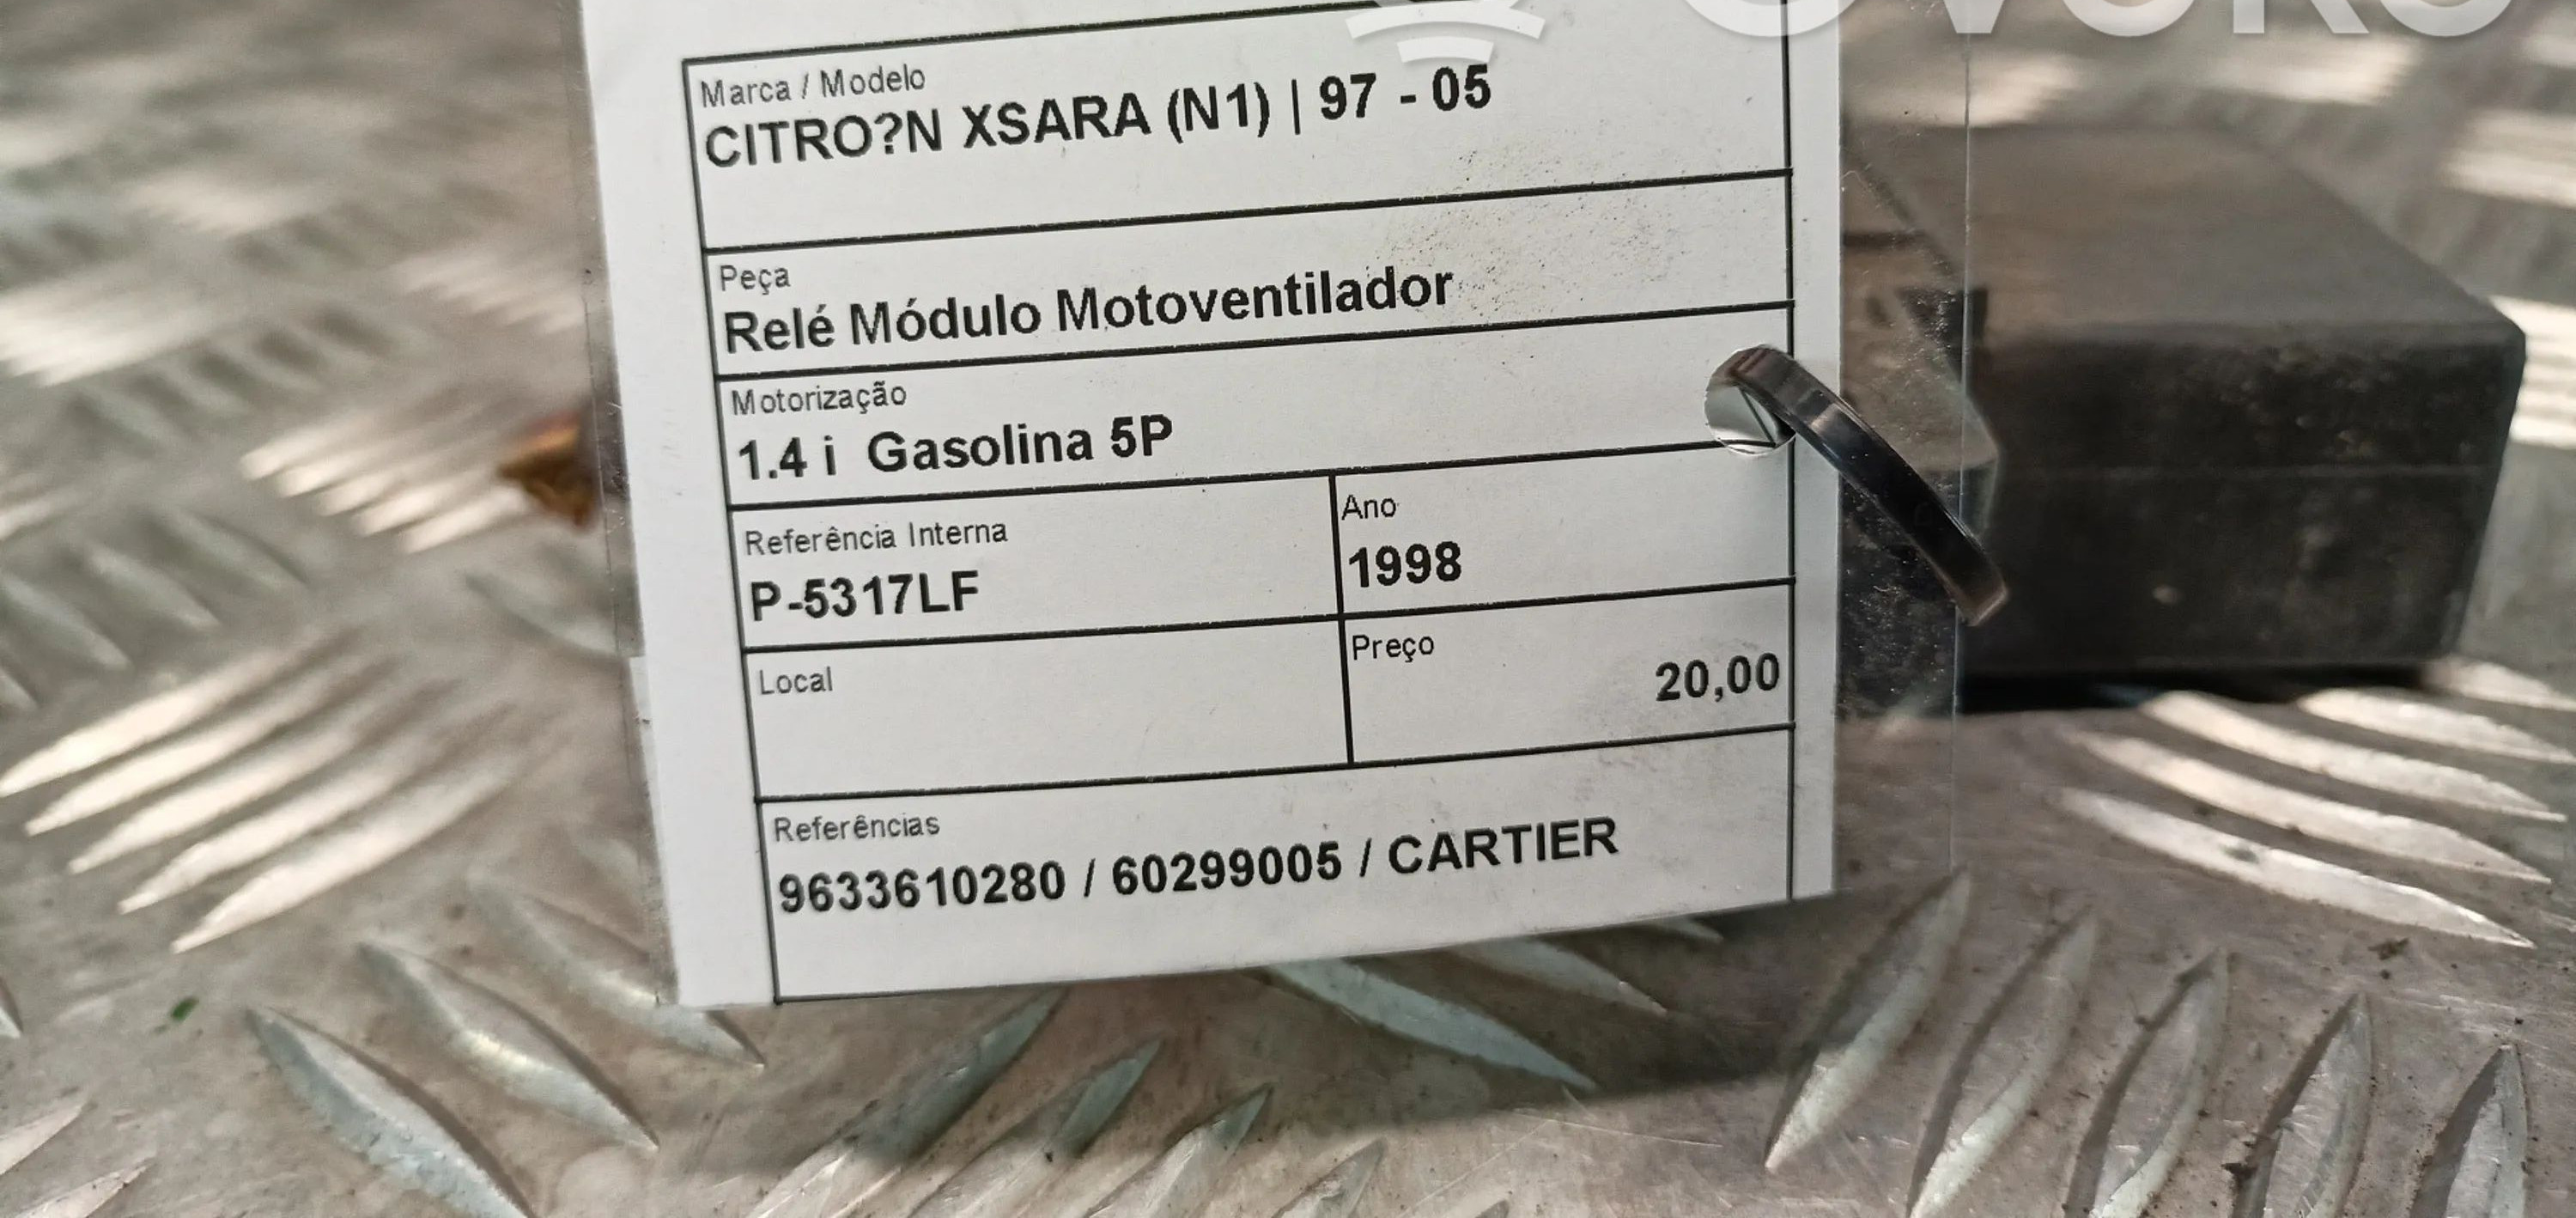 Marca / Modelo
CITRO?N XSARA (N1) | 97 - 05
Peça
Relé Módulo Motoventilador
Motorização
1.4 i Gasolina 5P
Referência Interna
P-5317LF
Ano
1998
Local
Preço
20,00
Referências
9633610280 / 60299005 / CARTIER